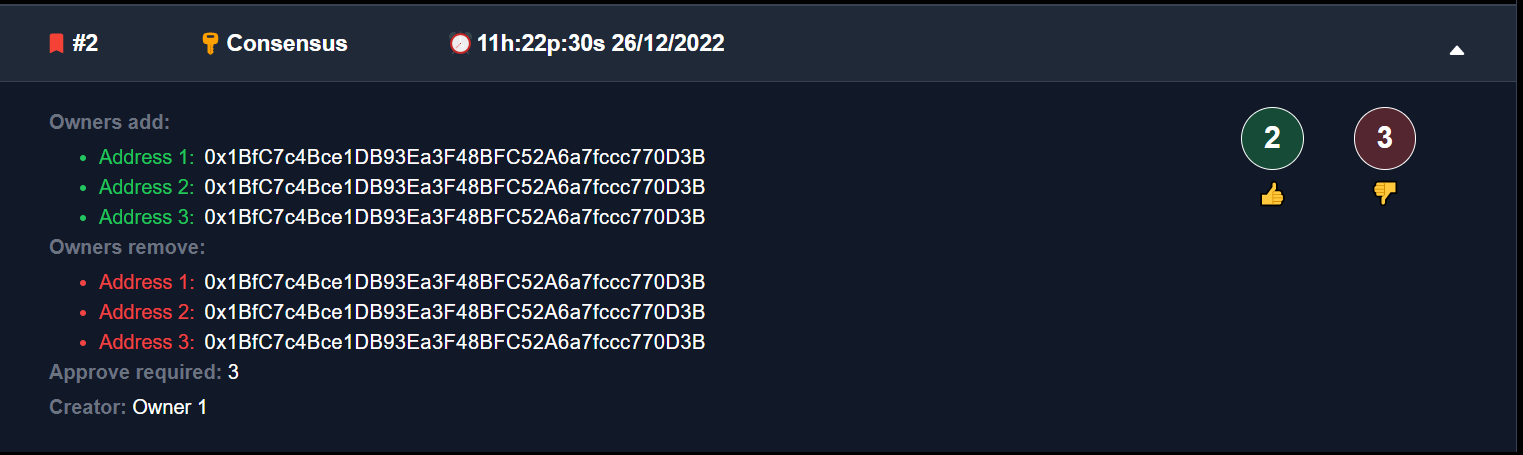 #2 Consensus 11h:22p:30s 26/12/2022
Owners add:
Address 1: 0x1BfC7c4Bce1DB93Ea3F48BFC52A6a7fccc770D3B
Address 2: 0x1BfC7c4Bce1DB93Ea3F48BFC52A6a7fccc770D3B
Address 3: 0x1BfC7c4Bce1DB93Ea3F48BFC52A6a7fccc770D3B
Owners remove:
Address 1: 0x1BfC7c4Bce1DB93Ea3F48BFC52A6a7fccc770D3B
Address 2: 0x1BfC7c4Bce1DB93Ea3F48BFC52A6a7fccc770D3B
Address 3: 0x1BfC7c4Bce1DB93Ea3F48BFC52A6a7fccc770D3B
Approve required: 3
Creator: Owner 1
2 3